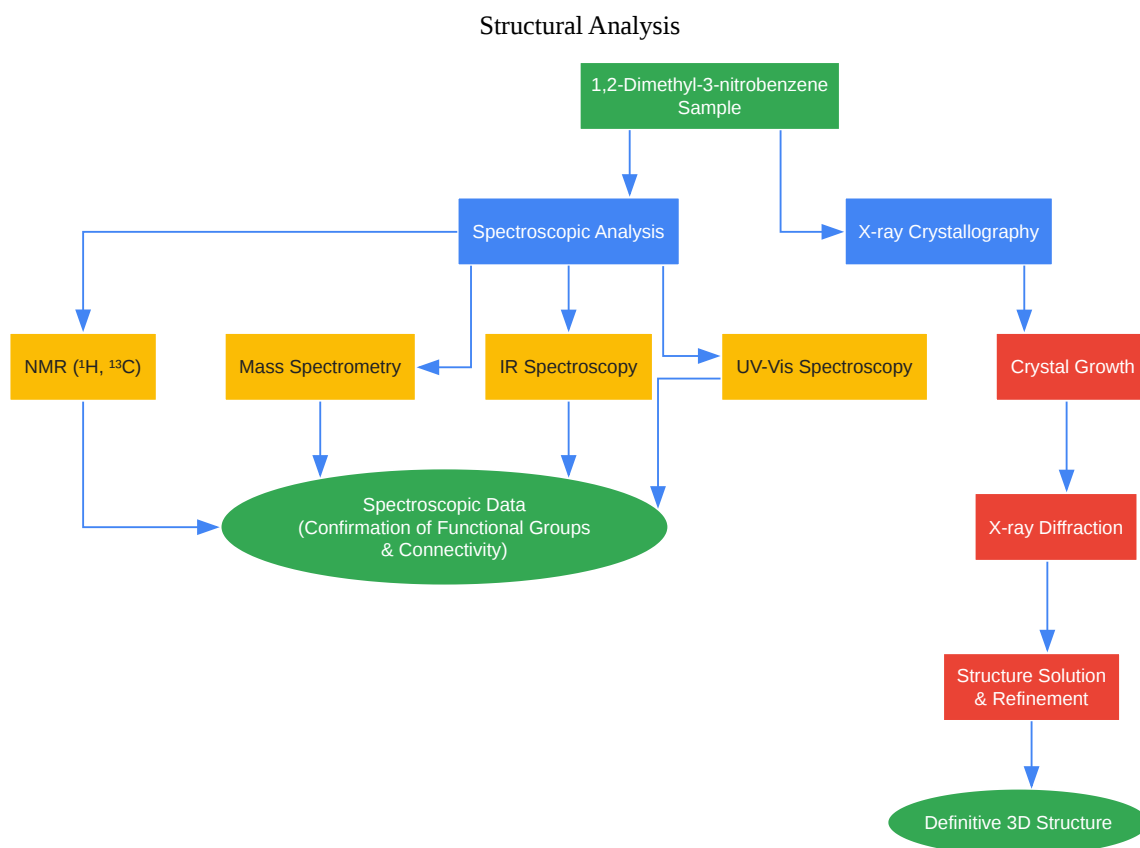 Structural Analysis
1,2-Dimethyl-3-nitrobenzene
Sample
Spectroscopic Analysis
X-ray Crystallography
NMR (¹H, ¹³C)
Mass Spectrometry
IR Spectroscopy
UV-Vis Spectroscopy
Crystal Growth
Spectroscopic Data
(Confirmation of Functional Groups
& Connectivity)
X-ray Diffraction
Structure Solution
& Refinement
Definitive 3D Structure